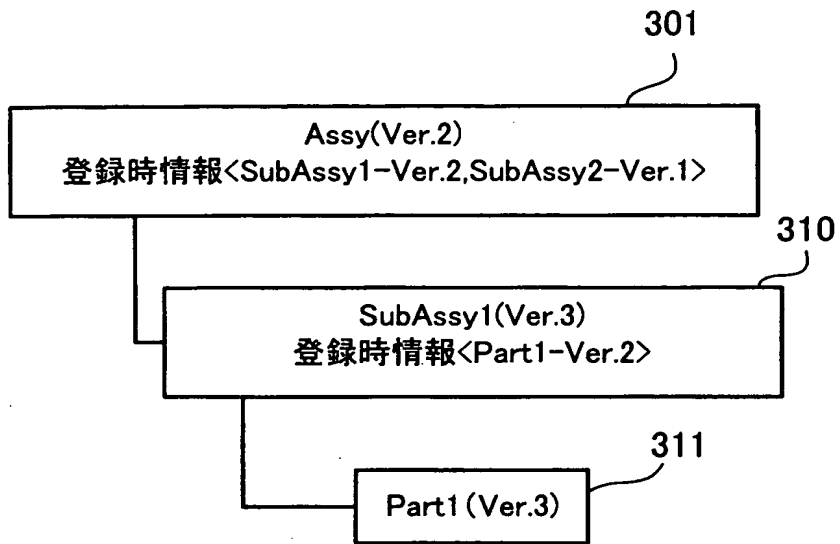 301
Assy(Ver.2)
登録時情報<SubAssy1-Ver.2,SubAssy2-Ver.1>
310
SubAssy1(Ver.3)
登録時情報<Part1-Ver.2>
311
Part1(Ver.3)